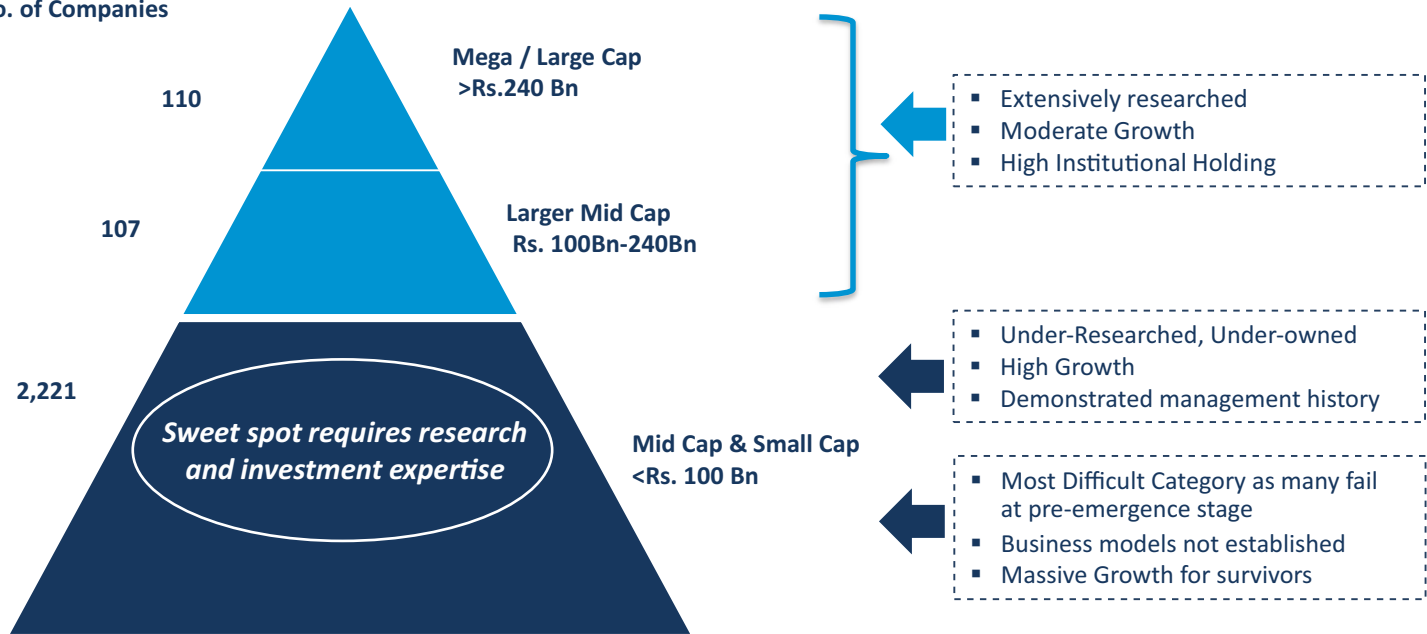 o. of Companies
110
Mega / Large Cap
>Rs.240 Bn
▪ Extensively researched
▪ Moderate Growth
▪ High Institutional Holding
107
Larger Mid Cap
Rs. 100Bn-240Bn
2,221
Sweet spot requires research
and investment expertise
Mid Cap & Small Cap
<Rs. 100 Bn
▪ Under-Researched, Under-owned
▪ High Growth
▪ Demonstrated management history
▪ Most Difficult Category as many fail
at pre-emergence stage
▪ Business models not established
▪ Massive Growth for survivors